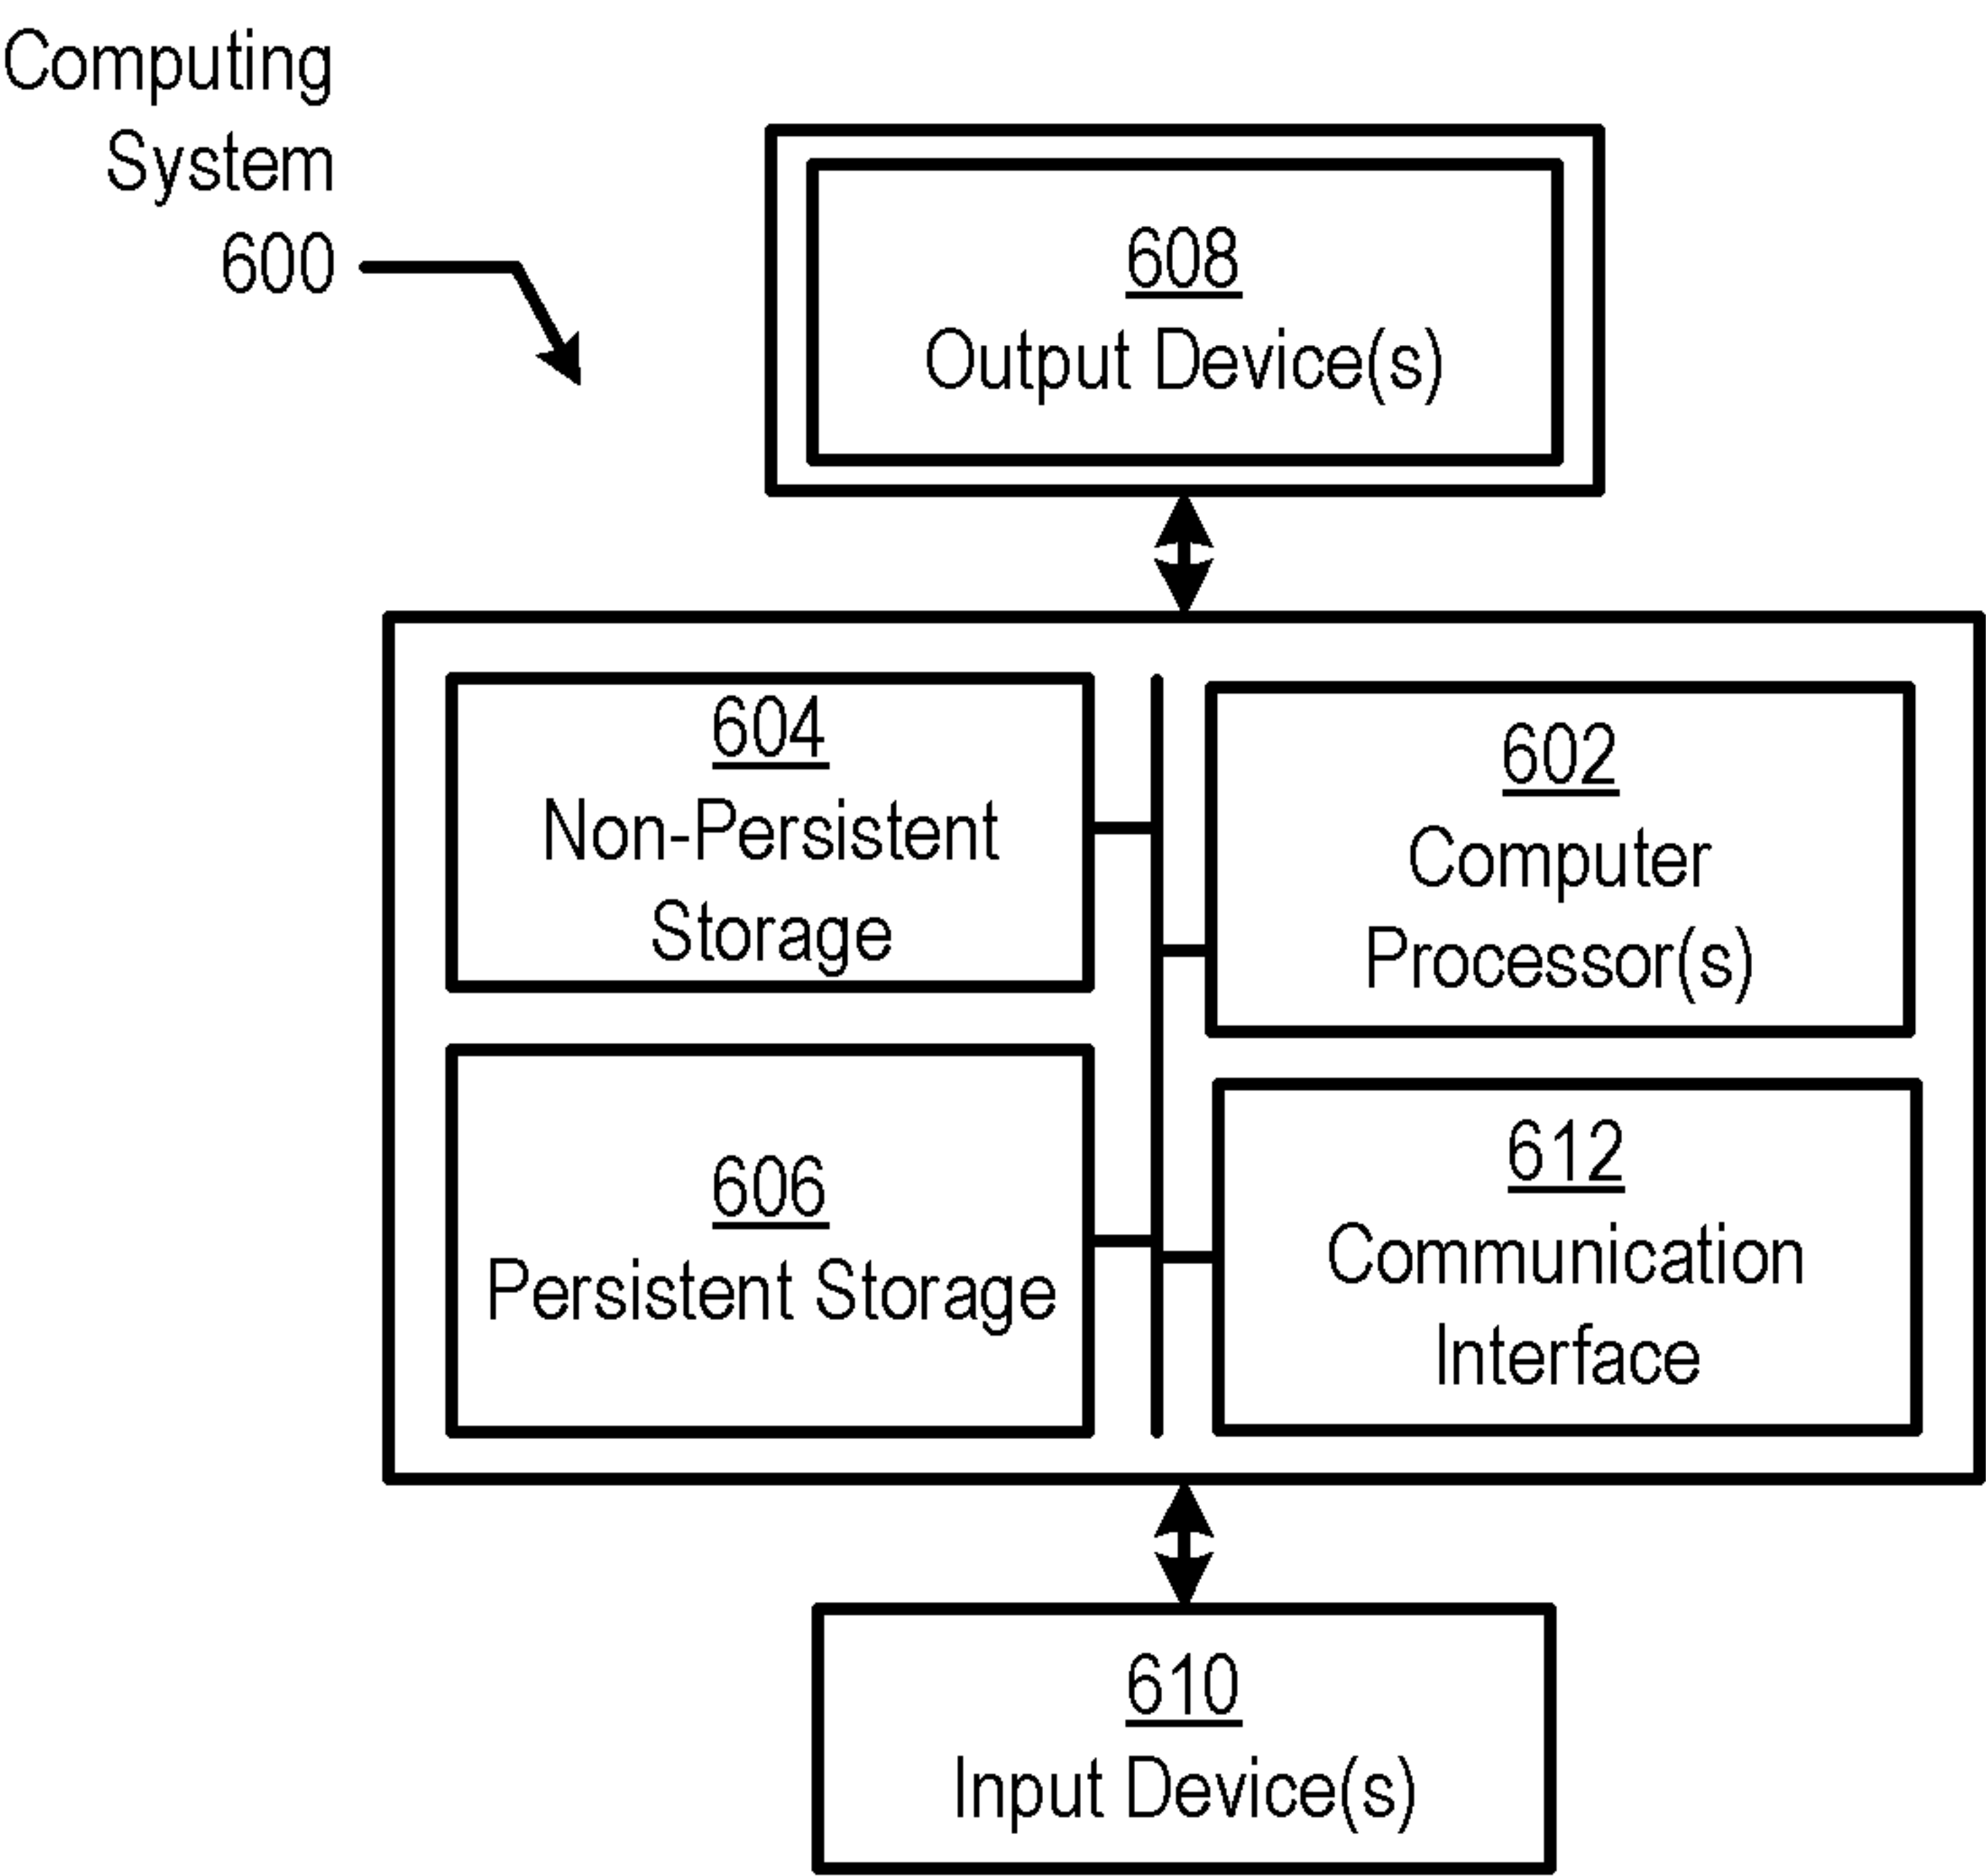 Computing
System
600
608
Output Device(s)
604
Non-Persistent
Storage
602
Computer
Processor(s)
606
Persistent Storage
612
Communication
Interface
610
Input Device(s)